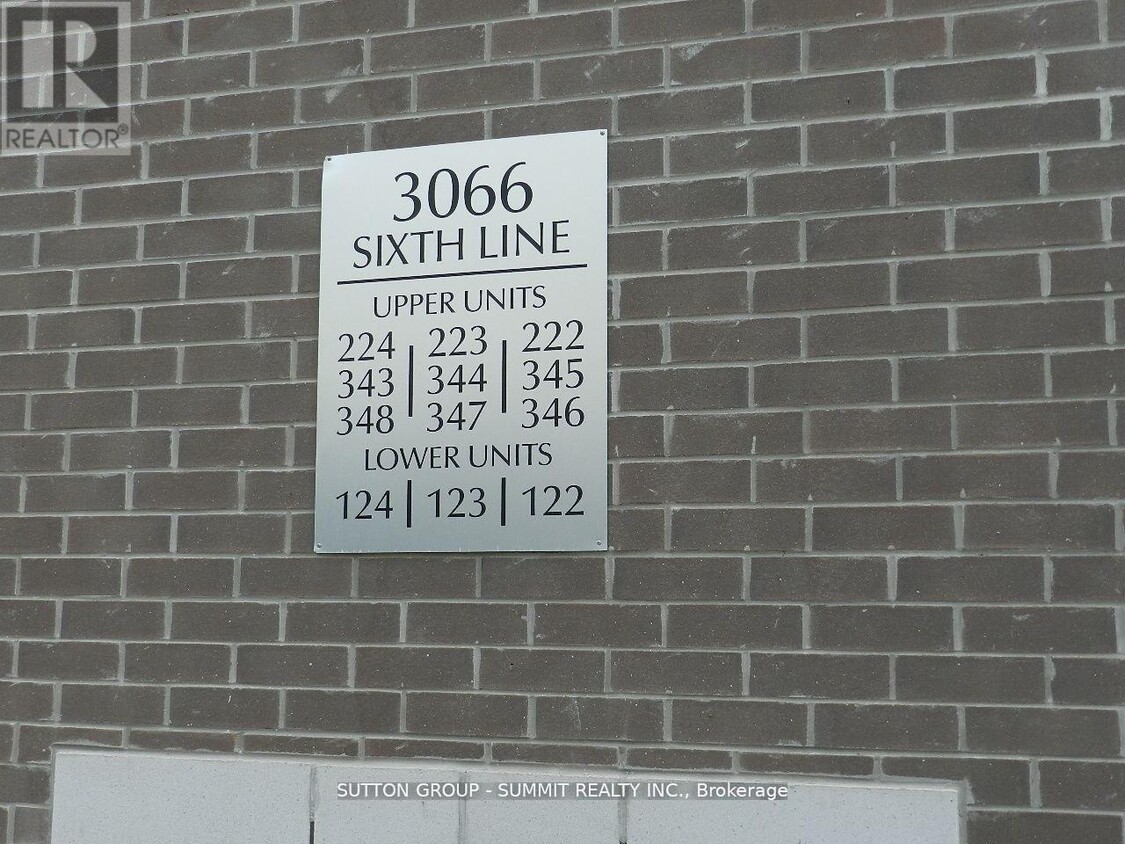 R
REALTOR®
3066
SIXTH LINE
UPPER UNITS
224 | 223 | 222
343 | 344 | 345
348 | 347 | 346
LOWER UNITS
124 | 123 | 122
SUTTON GROUP - SUMMIT REALTY INC., Brokerage